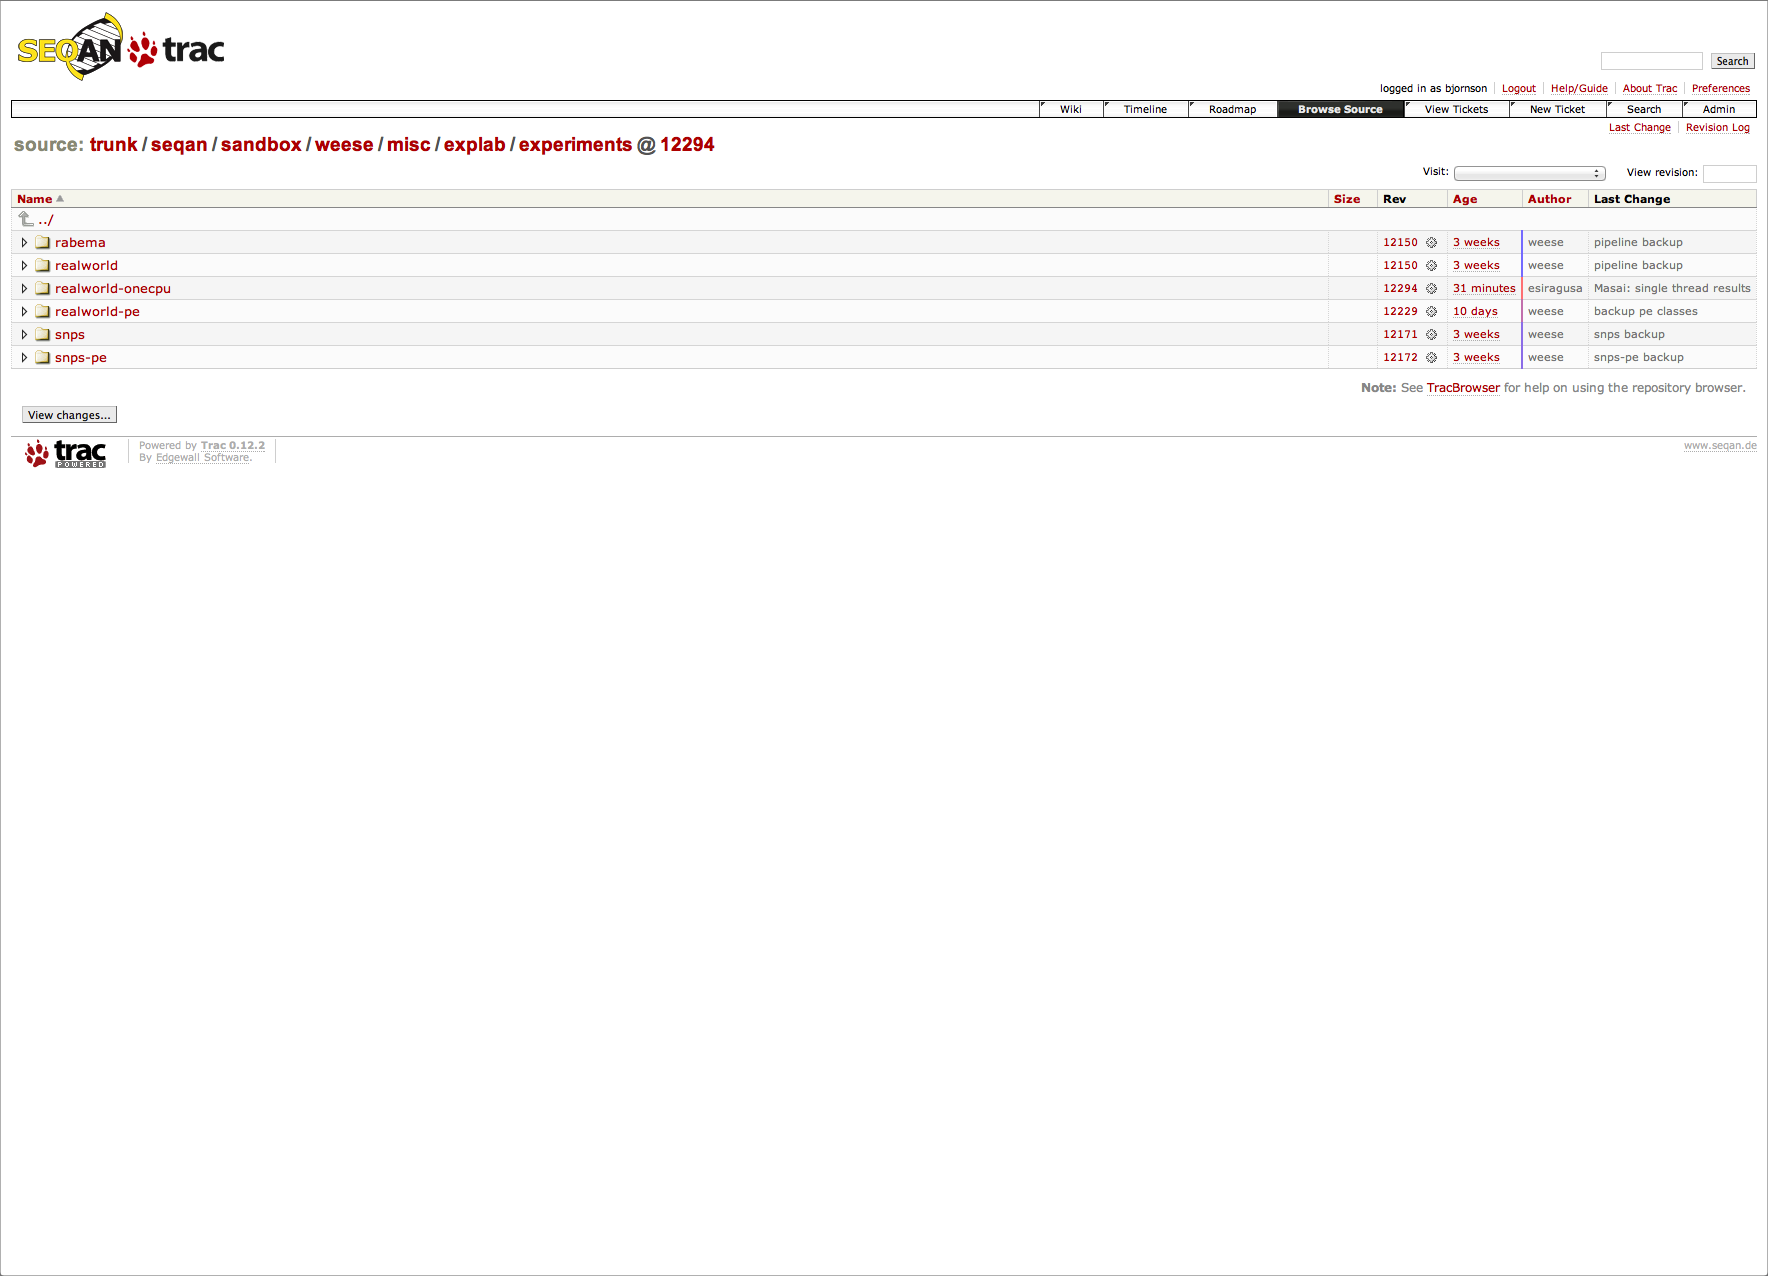 SEQAN trac
Search
logged in as bjornson Logout Help/Guide About Trac Preferences
Wiki Timeline Roadmap Browse Source View Tickets New Ticket Search Admin
Last Change Revision Log
source: trunk / seqan / sandbox / weese / misc / explab / experiments @ 12294
Visit: View revision:
Name Size Rev Age Author Last Change
../
rabema 12150 3 weeks weese pipeline backup
realworld 12150 3 weeks weese pipeline backup
realworld-onecpu 12294 31 minutes esiragusa Masai: single thread results
realworld-pe 12229 10 days weese backup pe classes
snps 12171 3 weeks weese snps backup
snps-pe 12172 3 weeks weese snps-pe backup
Note: See TracBrowser for help on using the repository browser.
View changes...
trac POWERED
Powered by Trac 0.12.2
By Edgewall Software.
www.seqan.de